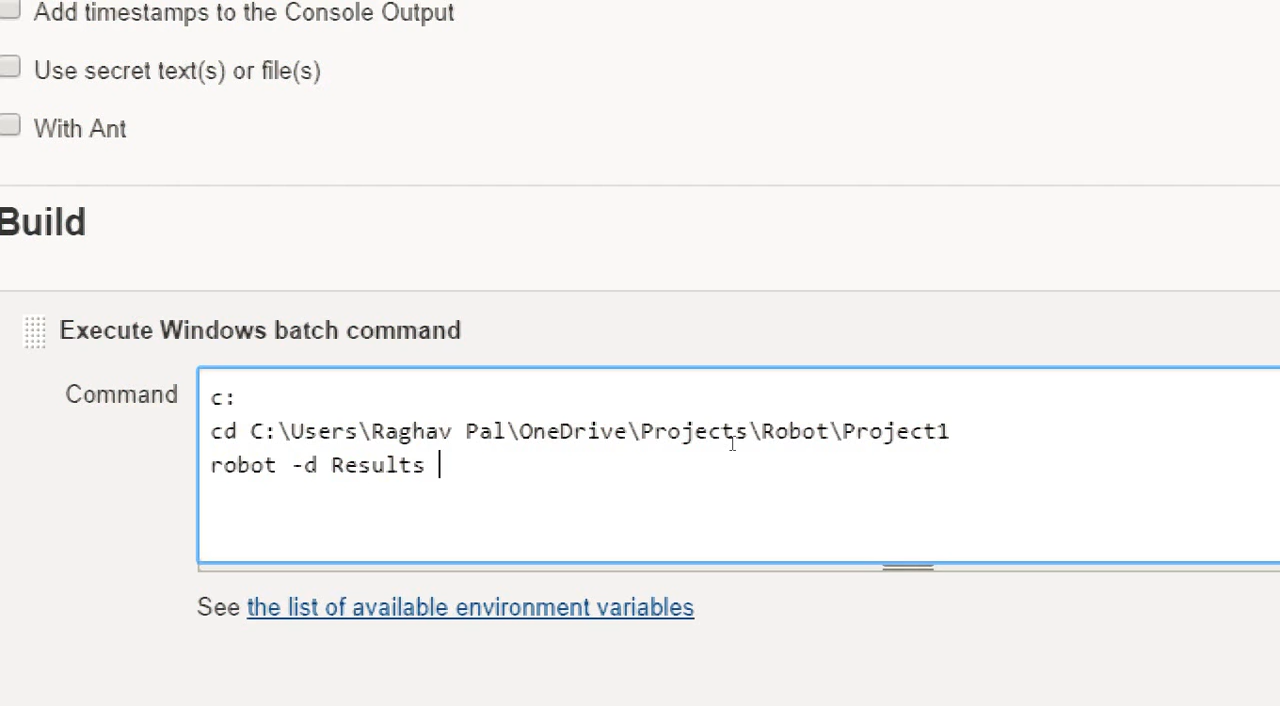 Add timestamps to the Console Output
Use secret text(s) or file(s)
With Ant
Build
Execute Windows batch command
Command
c:
cd C:\Users\Raghav Pal\OneDrive\Projects\Robot\Project1
robot -d Results
See the list of available environment variables